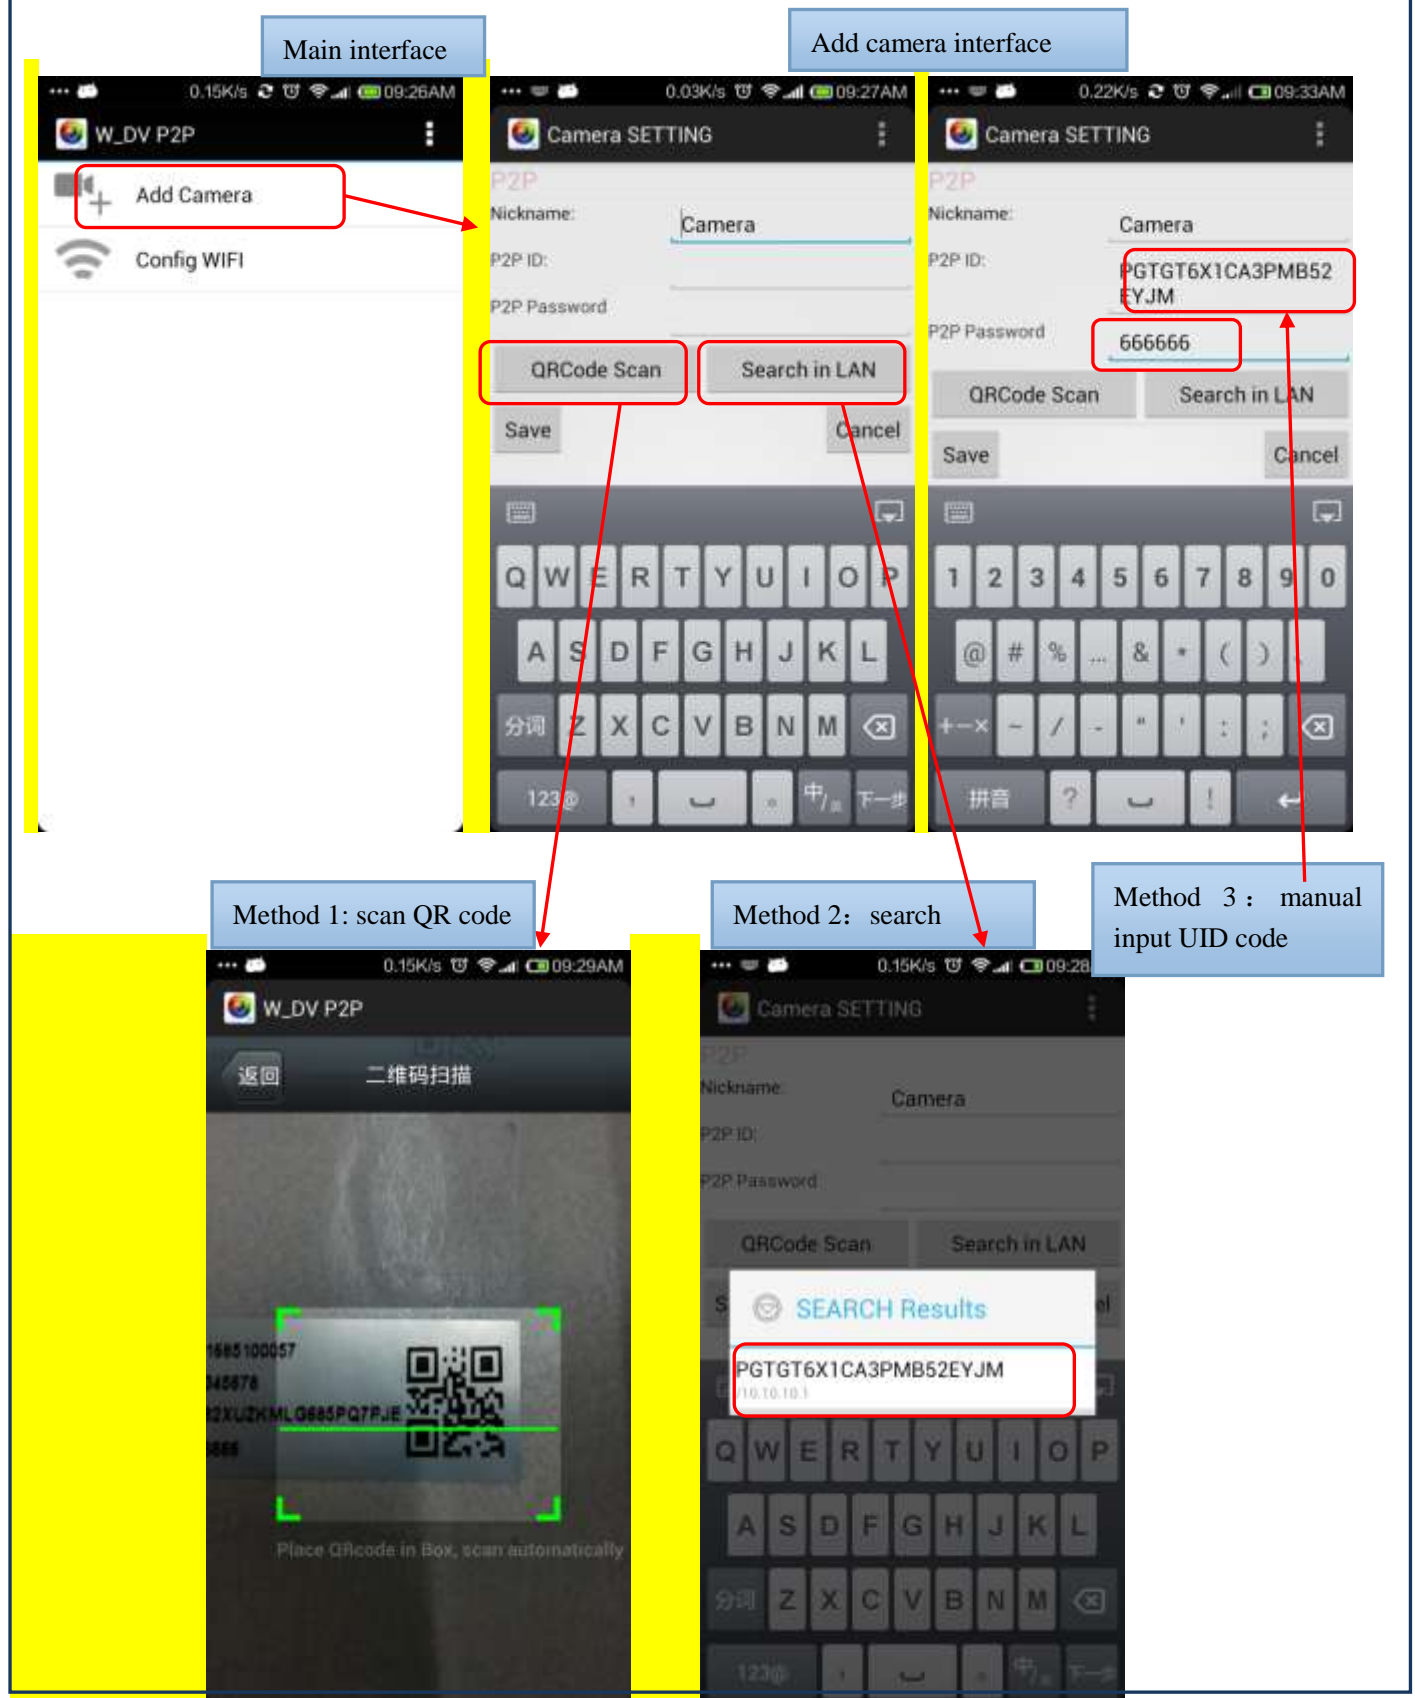 Main interface
Add camera interface
0.15K/s 09:26AM
W_DV P2P
Add Camera
Config WIFI
0.03K/s 09:27AM
Camera SETTING
P2P
Nickname:
Camera
P2P ID:
P2P Password
QRCode Scan
Search in LAN
Save
Cancel
Q W E R T Y U I O P
A S D F G H J K L
分词 Z X C V B N M
123@ , 。 中/ 下一步
0.22K/s 09:33AM
Camera SETTING
P2P
Nickname:
Camera
P2P ID:
PGTGT6X1CA3PMB52
EYJM
P2P Password
666666
QRCode Scan
Search in LAN
Save
Cancel
1 2 3 4 5 6 7 8 9 0
@ # % ... & * ( ) 、
+-× ~ / - " ' : ;
拼音 ? !
Method 1: scan QR code
Method 2：search
Method 3：manual
input UID code
0.15K/s 09:29AM
W_DV P2P
返回
二维码扫描
1685100057
345678
32XUZKMLG685PQ7PJE
Place QRcode in Box, scan automatically
0.15K/s 09:28
Camera SETTING
P2P
Nickname:
Camera
P2P ID:
P2P Password
QRCode Scan
Search in LAN
SEARCH Results
PGTGT6X1CA3PMB52EYJM
/10.10.10.1
Q W E R T Y U I O P
A S D F G H J K L
分词 Z X C V B N M
123@ , 。 中/ 下一步